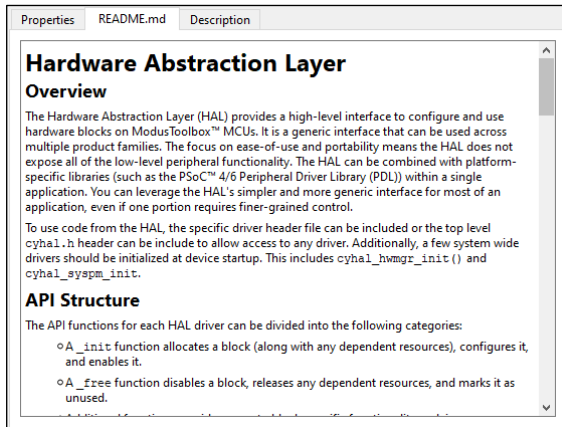 Properties README.md Description
Hardware Abstraction Layer
Overview
The Hardware Abstraction Layer (HAL) provides a high-level interface to configure and use
hardware blocks on ModusToolbox™ MCUs. It is a generic interface that can be used across
multiple product families. The focus on ease-of-use and portability means the HAL does not
expose all of the low-level peripheral functionality. The HAL can be combined with platform-
specific libraries (such as the PSoC™ 4/6 Peripheral Driver Library (PDL)) within a single
application. You can leverage the HAL's simpler and more generic interface for most of an
application, even if one portion requires finer-grained control.
To use code from the HAL, the specific driver header file can be included or the top level
cyhal.h header can be include to allow access to any driver. Additionally, a few system wide
drivers should be initialized at device startup. This includes cyhal_hwmgr_init() and
cyhal_syspm_init.
API Structure
The API functions for each HAL driver can be divided into the following categories:
A _init function allocates a block (along with any dependent resources), configures it,
and enables it.
A _free function disables a block, releases any dependent resources, and marks it as
unused.